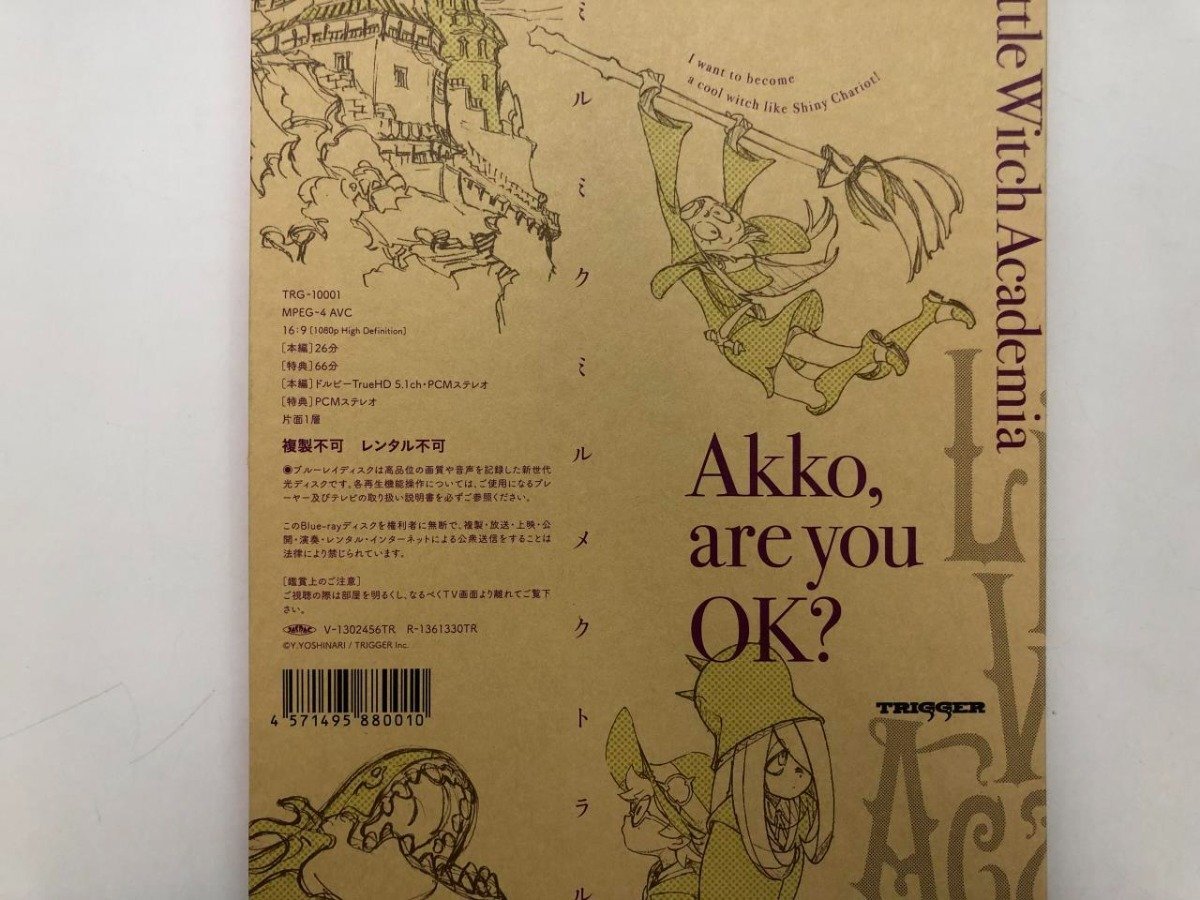 I want to become
a cool witch like Shiny Chariot!
TRG-10001
MPEG-4 AVC
16:9 [1080p High Definition]
[本編]26分
[特典]66分
[本編]ドルビーTrueHD 5.1ch・PCMステレオ
[特典]PCMステレオ
片面1層
複製不可 レンタル不可
●ブルーレイディスクは高品位の画質や音声を記録した新世代
光ディスクです。各再生機能操作については、ご使用になるプレ
ーヤー及びテレビの取り扱い説明書を必ずご参照ください。
このBlue-rayディスクを権利者に無断で、複製・放送・上映・公
開・演奏・レンタル・インターネットによる公衆送信をすることは
法律により禁じられています。
[鑑賞上のご注意]
ご視聴の際は部屋を明るくし、なるべくTV画面より離れてご覧下
さい。
V-1302456TR R-1361330TR
©Y.YOSHINARI / TRIGGER Inc.
4 571495 880010
ミルミルミクミルメクトラル
Akko,
are you
OK?
TRIGGER
ttle Witch Academia
Li
W
Aca